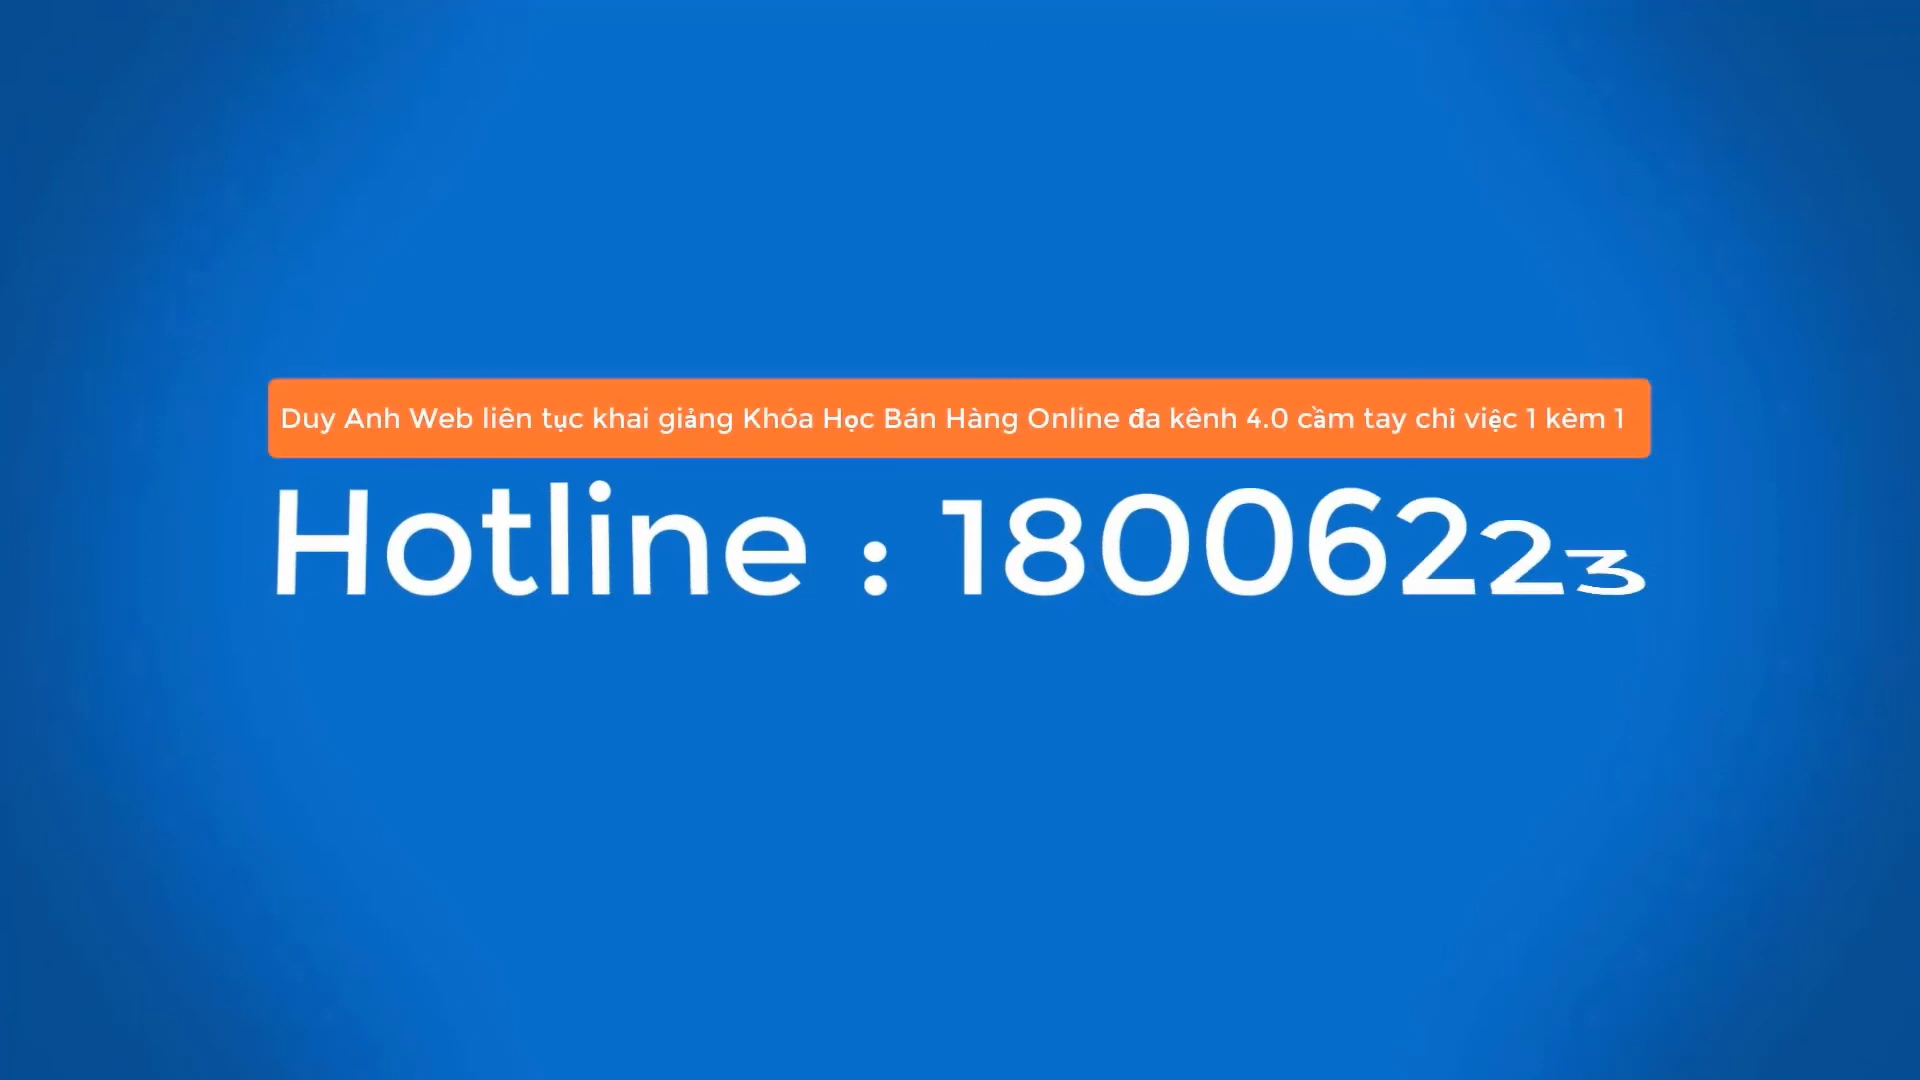 Duy Anh Web liên tục khai giảng Khóa Học Bán Hàng Online đa kênh 4.0 cầm tay chỉ việc 1 kèm 1
Hotline : 18006223